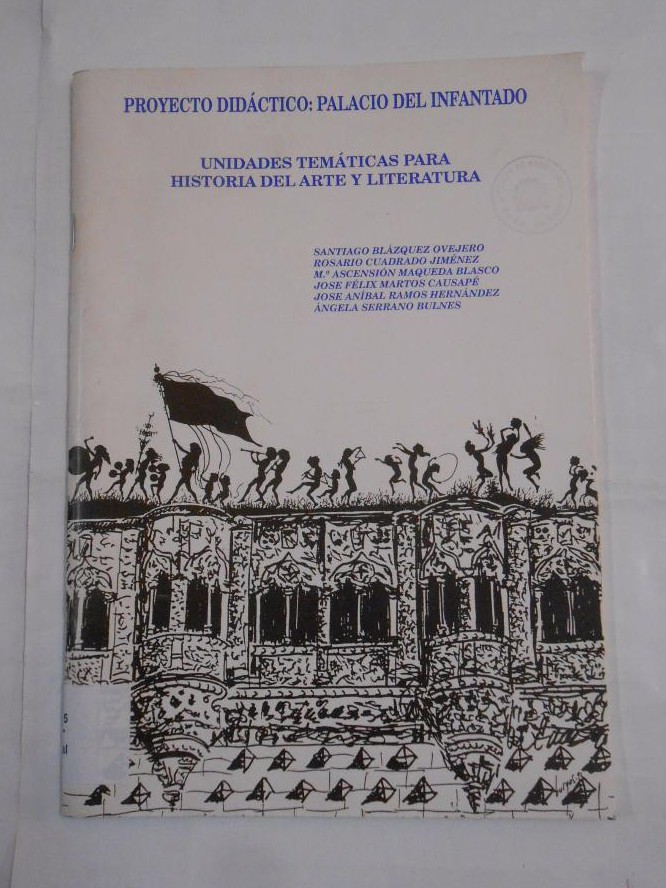 PROYECTO DIDÁCTICO: PALACIO DEL INFANTADO
UNIDADES TEMÁTICAS PARA
HISTORIA DEL ARTE Y LITERATURA
SANTIAGO BLÁZQUEZ OVEJERO
ROSARIO CUADRADO JIMÉNEZ
M.ª ASCENSIÓN MAQUEDA BLASCO
JOSE FÉLIX MARTOS CAUSAPÉ
JOSE ANÍBAL RAMOS HERNÁNDEZ
ÁNGELA SERRANO BULNES